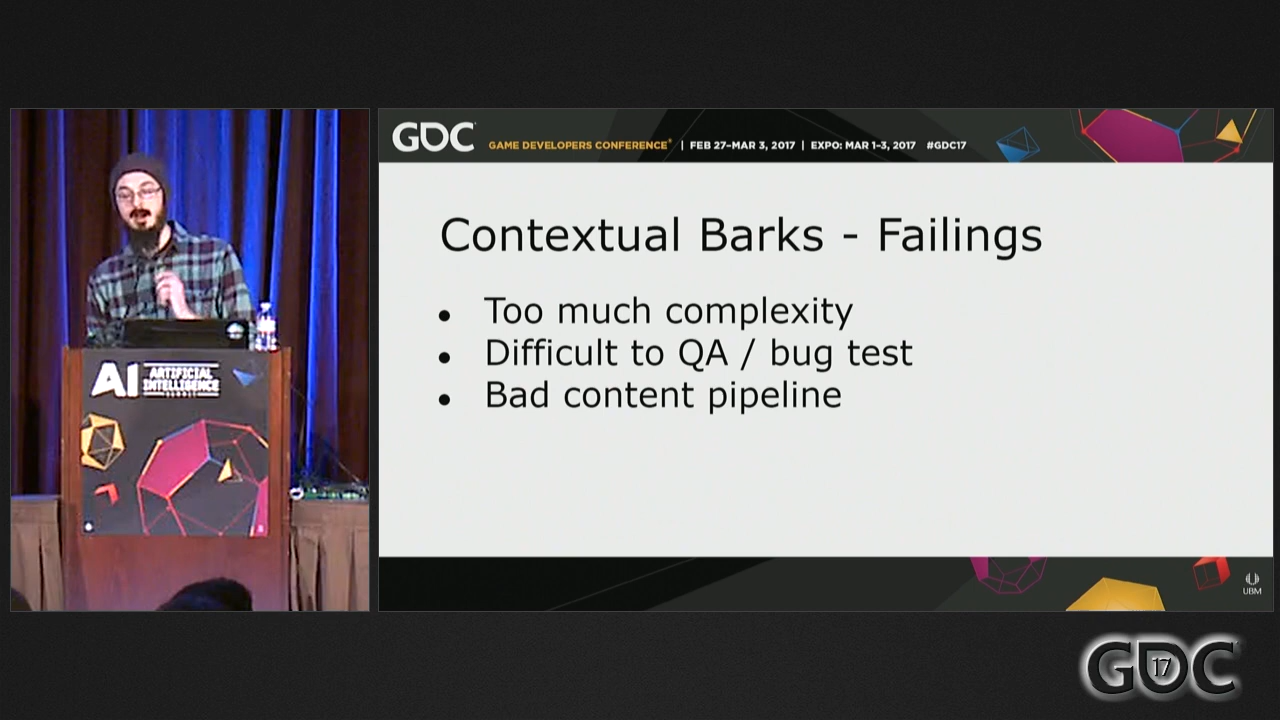 GDC
GAME DEVELOPERS CONFERENCE® | FEB 27–MAR 3, 2017 | EXPO: MAR 1–3, 2017 #GDC17
Contextual Barks - Failings
● Too much complexity
● Difficult to QA / bug test
● Bad content pipeline
AI ARTIFICIAL
INTELLIGENCE
UBM
GDC 17